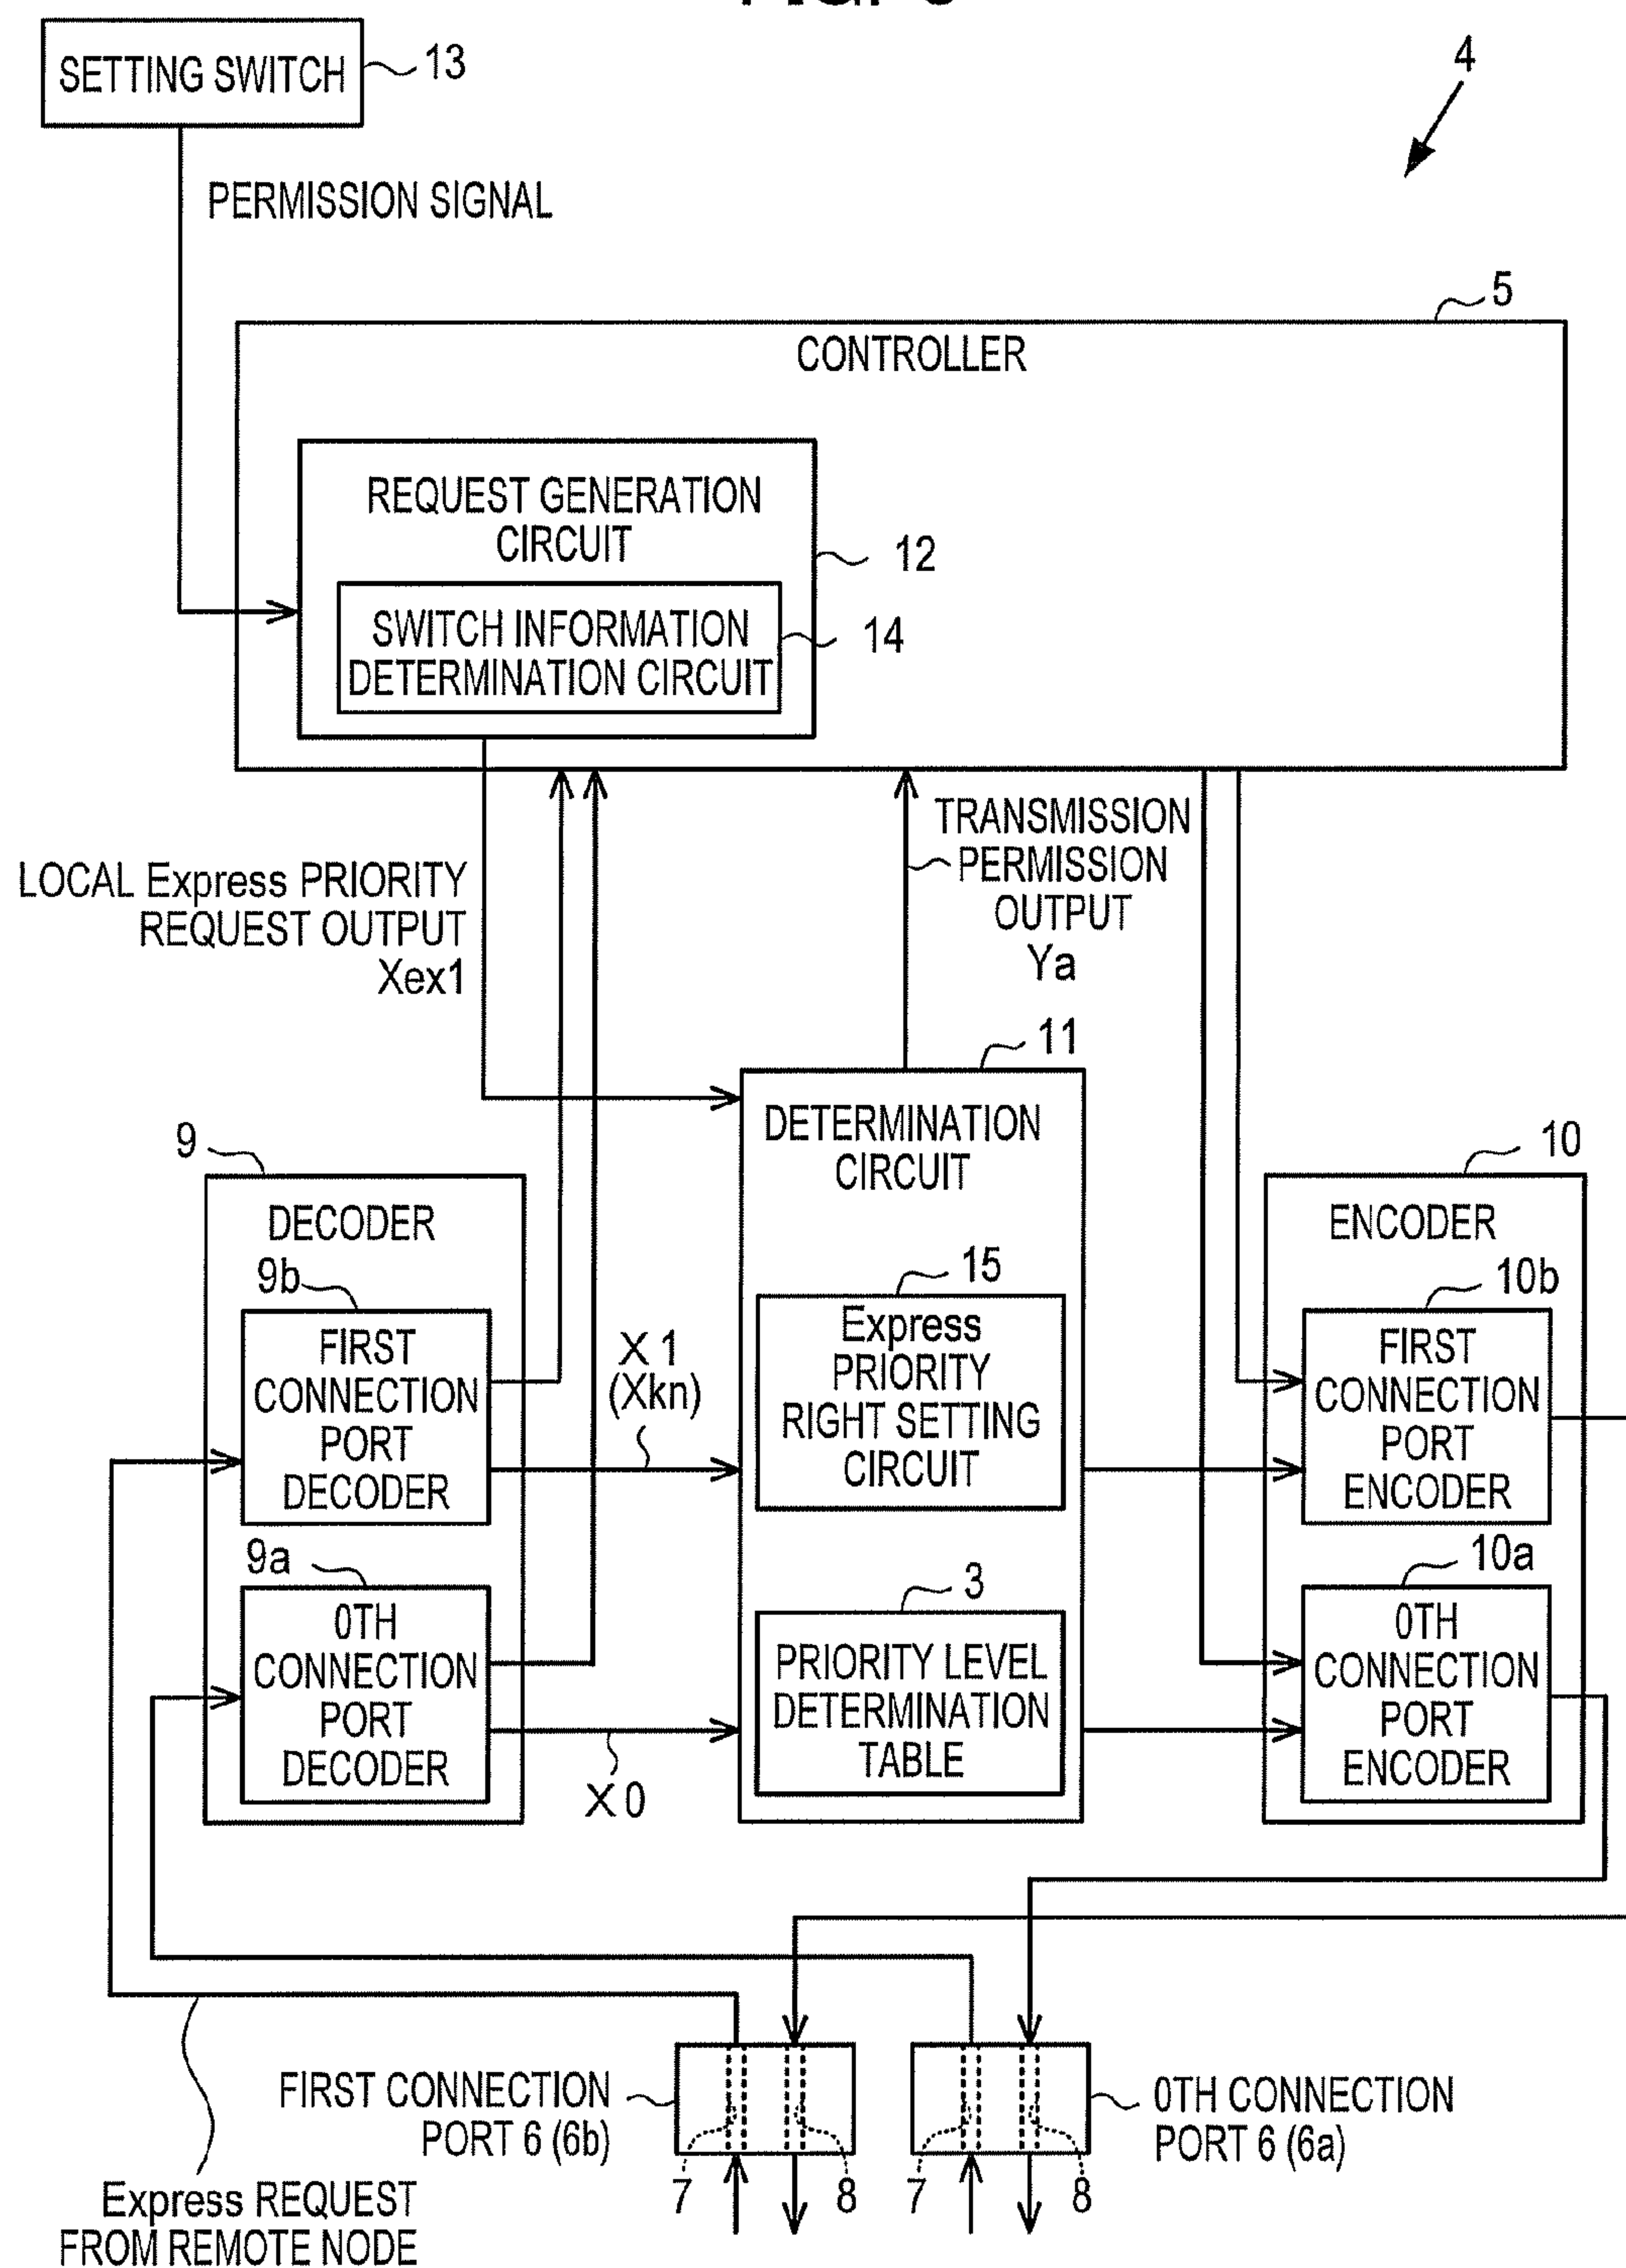 SETTING SWITCH
13
4
PERMISSION SIGNAL
5
CONTROLLER
REQUEST GENERATION
CIRCUIT
12
SWITCH INFORMATION
DETERMINATION CIRCUIT
14
LOCAL Express PRIORITY
REQUEST OUTPUT
Xex1
TRANSMISSION
PERMISSION
OUTPUT
Ya
11
DETERMINATION
CIRCUIT
9
DECODER
10
ENCODER
9b
FIRST
CONNECTION
PORT
DECODER
X1
(Xkn)
15
Express
PRIORITY
RIGHT SETTING
CIRCUIT
10b
FIRST
CONNECTION
PORT
ENCODER
9a
0TH
CONNECTION
PORT
DECODER
X0
3
PRIORITY LEVEL
DETERMINATION
TABLE
10a
0TH
CONNECTION
PORT
ENCODER
FIRST CONNECTION
PORT 6 (6b)
0TH CONNECTION
PORT 6 (6a)
7
8
7
8
Express REQUEST
FROM REMOTE NODE